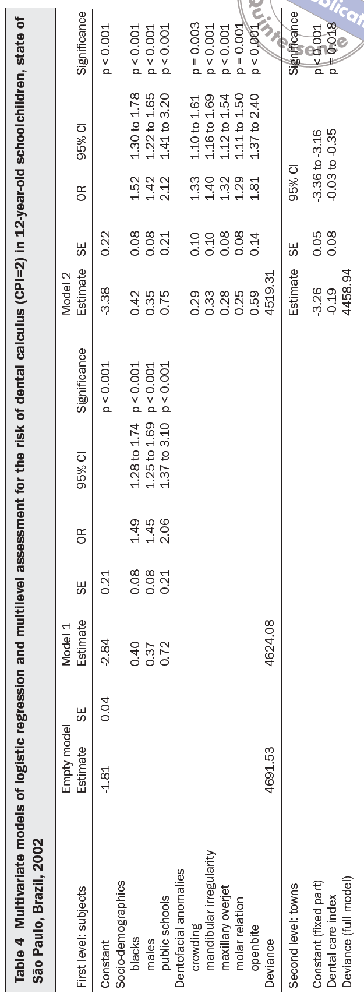 Table 4 Multivariate models of logistic regression and multilevel assessment for the risk of dental calculus (CPI=2) in 12-year-old schoolchildren, state of
São Paulo, Brazil, 2002
Empty model Model 1 Model 2
First level: subjects Estimate SE Estimate SE OR 95% CI Significance Estimate SE OR 95% CI Significance
Constant -1.81 0.04 -2.84 0.21 p < 0.001 -3.38 0.22 p < 0.001
Socio-demographics
blacks 0.40 0.08 1.49 1.28 to 1.74 p < 0.001 0.42 0.08 1.52 1.30 to 1.78 p < 0.001
males 0.37 0.08 1.45 1.25 to 1.69 p < 0.001 0.35 0.08 1.42 1.22 to 1.65 p < 0.001
public schools 0.72 0.21 2.06 1.37 to 3.10 p < 0.001 0.75 0.21 2.12 1.41 to 3.20 p < 0.001
Dentofacial anomalies
crowding 0.29 0.10 1.33 1.10 to 1.61 p = 0.003
mandibular irregularity 0.33 0.10 1.40 1.16 to 1.69 p < 0.001
maxillary overjet 0.28 0.08 1.32 1.12 to 1.54 p < 0.001
molar relation 0.25 0.08 1.29 1.11 to 1.50 p = 0.001
openbite 0.59 0.14 1.81 1.37 to 2.40 p < 0.001
Deviance 4691.53 4624.08 4519.31
Second level: towns Estimate SE 95% CI Significance
Constant (fixed part) -3.26 0.05 -3.36 to -3.16 p < 0.001
Dental care index -0.19 0.08 -0.03 to -0.35 p = 0.018
Deviance (full model) 4458.94
Quintessence